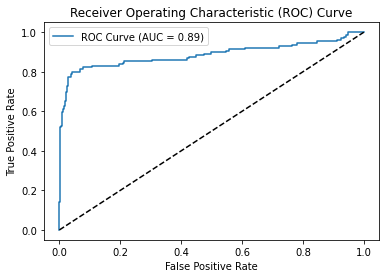 Receiver Operating Characteristic (ROC) Curve
ROC Curve (AUC = 0.89)
True Positive Rate
1.0
0.8
0.6
0.4
0.2
0.0
0.0 0.2 0.4 0.6 0.8 1.0
False Positive Rate